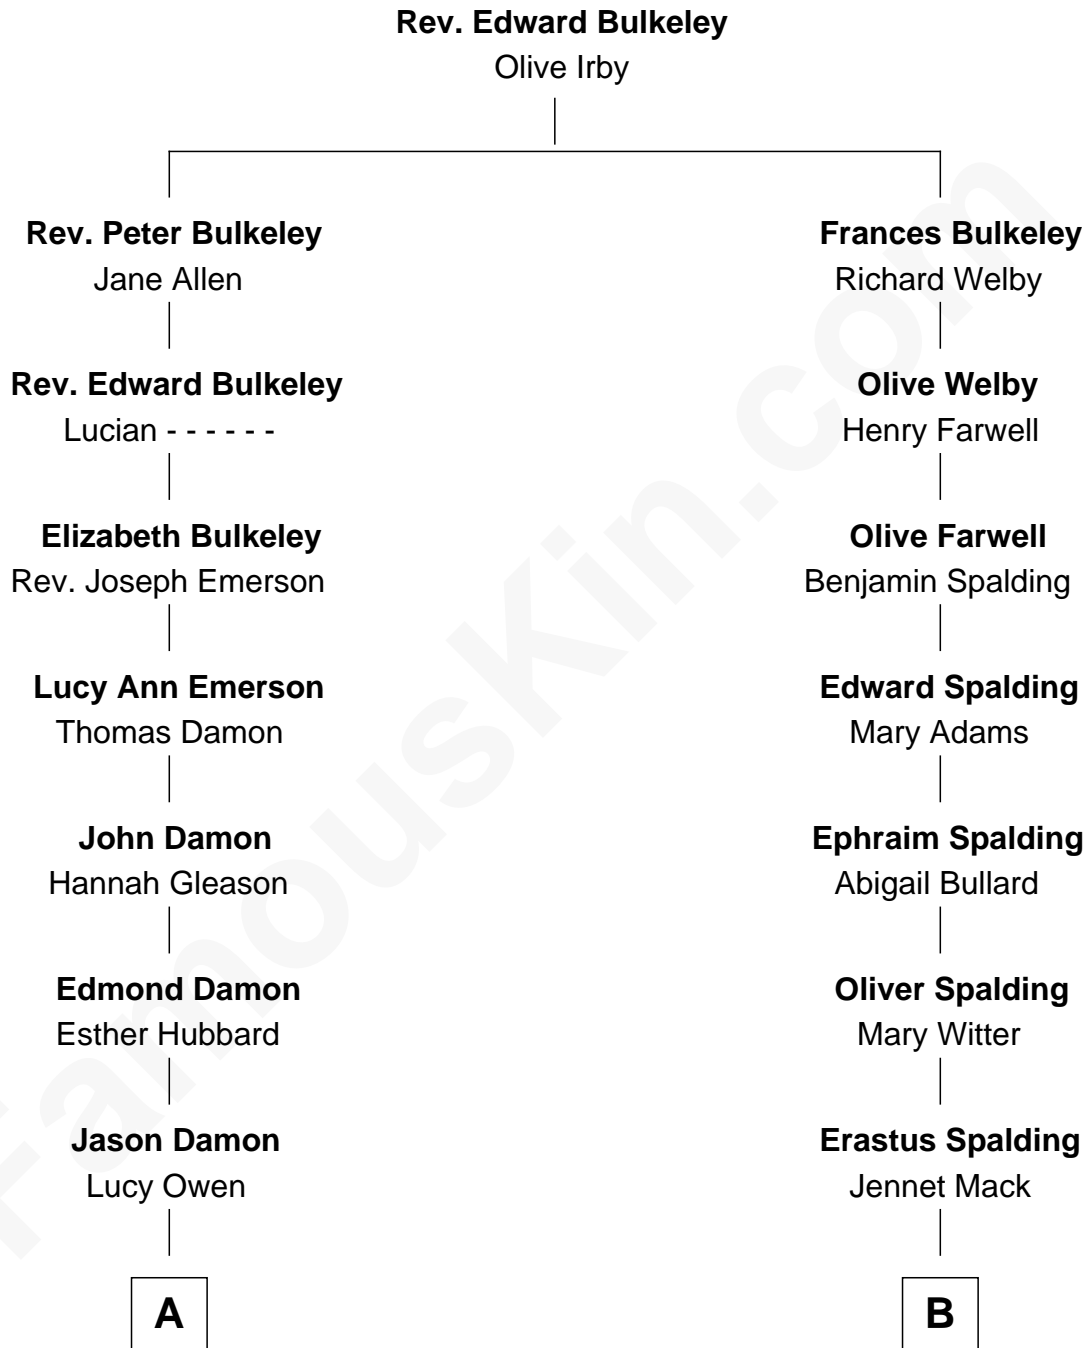 Rev. Edward Bulkeley
Olive Irby
Rev. Peter Bulkeley
Jane Allen
Frances Bulkeley
Richard Welby
Rev. Edward Bulkeley
Lucian - - - - - -
Olive Welby
Henry Farwell
Elizabeth Bulkeley
Rev. Joseph Emerson
Olive Farwell
Benjamin Spalding
Lucy Ann Emerson
Thomas Damon
Edward Spalding
Mary Adams
John Damon
Hannah Gleason
Ephraim Spalding
Abigail Bullard
Edmond Damon
Esther Hubbard
Oliver Spalding
Mary Witter
Jason Damon
Lucy Owen
Erastus Spalding
Jennet Mack
A
B
FamousKin.com